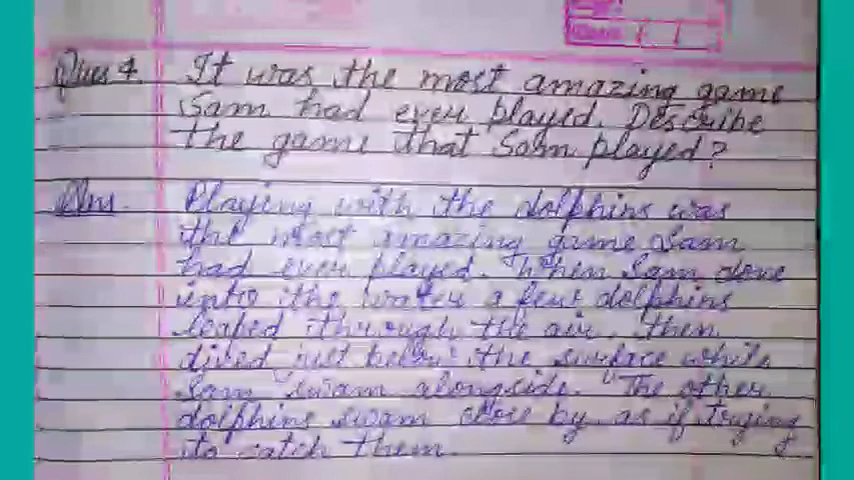 Ques 4. It was the most amazing game
Sam had ever played. Describe
the game that Sam played?
Ans. Playing with the dolphins was
the most amazing game Sam
had ever played. When Sam dove
into the water a few dolphins
leaped through the air, then
dived just below the surface while
Sam swam alongside. The other
dolphins swam close by as if trying
to catch them.